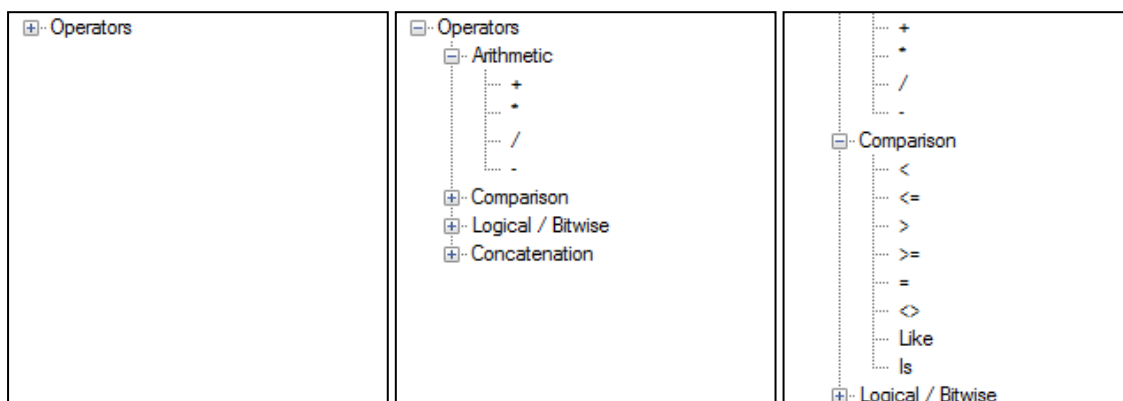 Operators
Operators
Arithmetic
+
*
/
-
Comparison
Logical / Bitwise
Concatenation
+
*
/
-
Comparison
<
<=
>
>=
=
<>
Like
Is
Logical / Bitwise